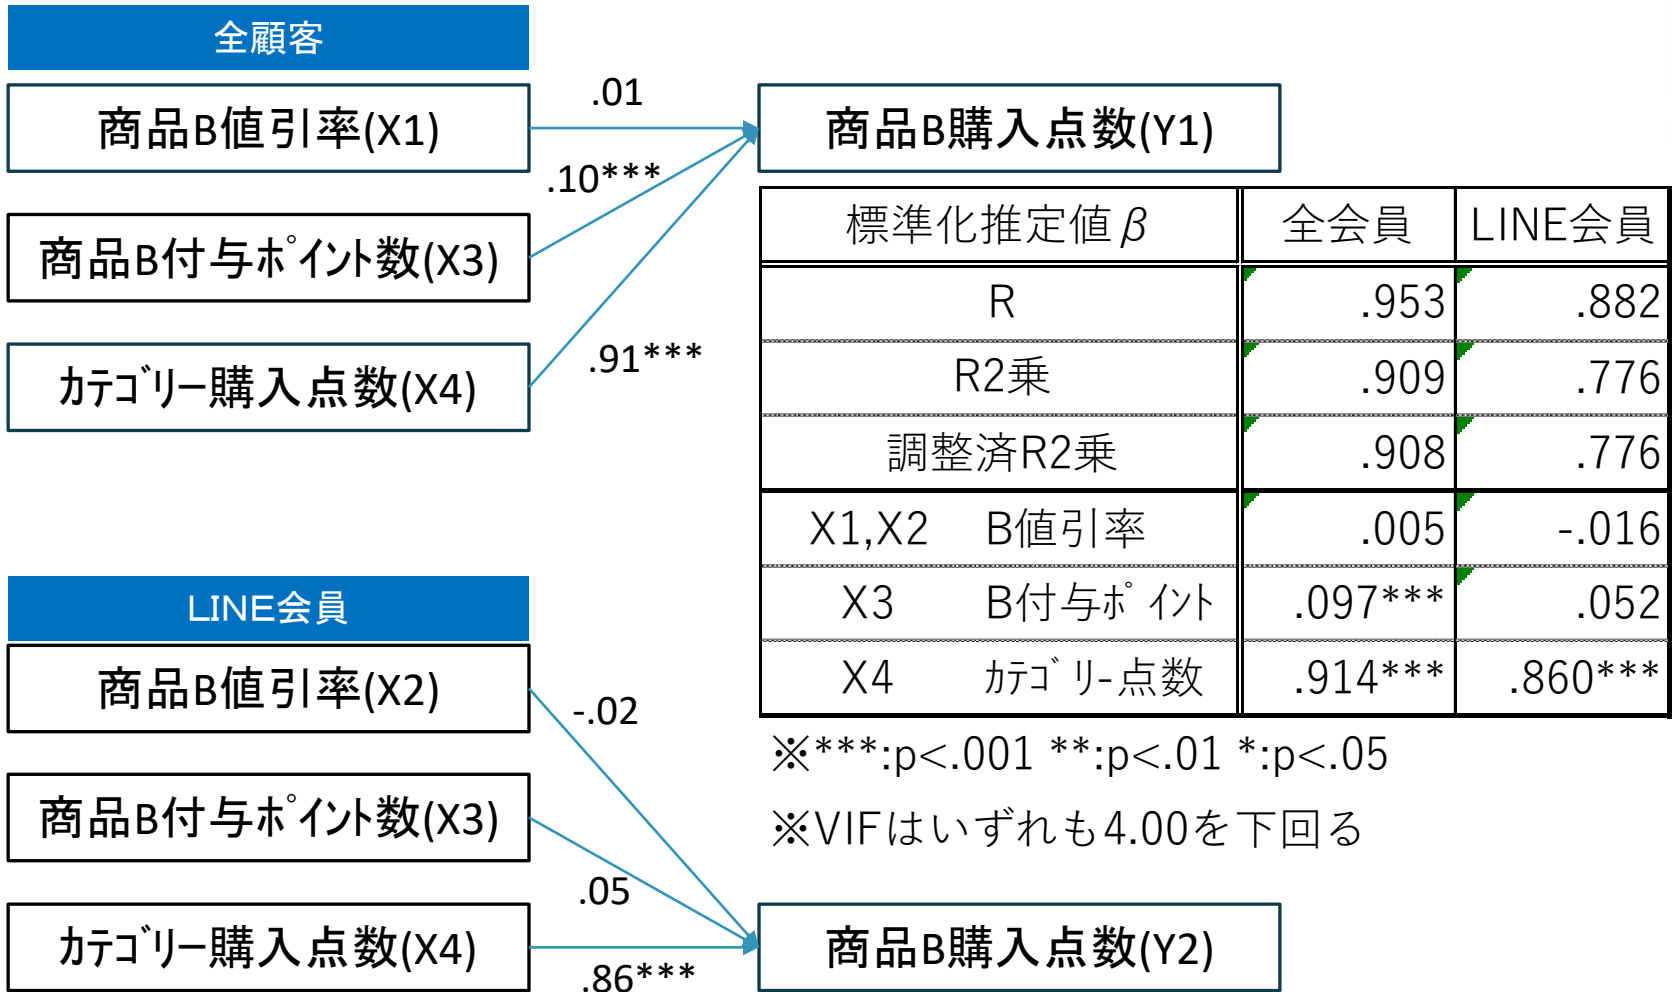 全顧客
商品B値引率(X1)
.01
商品B購入点数(Y1)
.10***
商品B付与ﾎﾟｲﾝﾄ数(X3)
ｶﾃｺﾞﾘｰ購入点数(X4)
.91***
標準化推定値β 全会員 LINE会員
R .953 .882
R2乗 .909 .776
調整済R2乗 .908 .776
X1,X2 B値引率 .005 -.016
X3 B付与ﾎﾟｲﾝﾄ .097*** .052
X4 ｶﾃｺﾞﾘｰ点数 .914*** .860***
※***:p<.001 **:p<.01 *:p<.05
※VIFはいずれも4.00を下回る
LINE会員
商品B値引率(X2)
-.02
商品B付与ﾎﾟｲﾝﾄ数(X3)
.05
ｶﾃｺﾞﾘｰ購入点数(X4)
.86***
商品B購入点数(Y2)